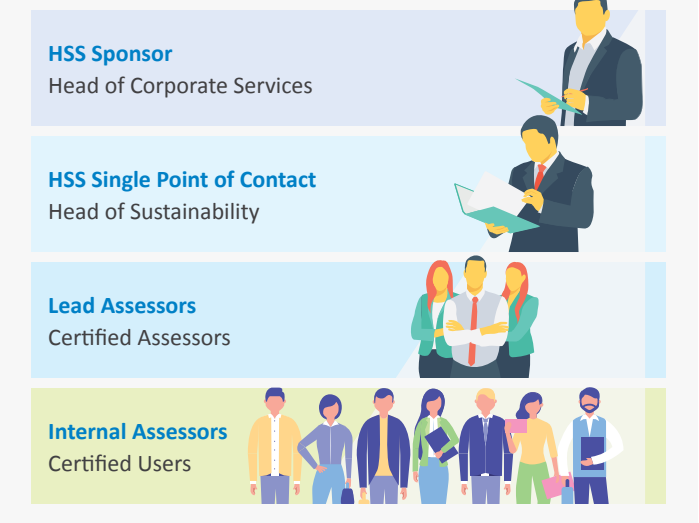 HSS Sponsor
Head of Corporate Services
HSS Single Point of Contact
Head of Sustainability
Lead Assessors
Certified Assessors
Internal Assessors
Certified Users